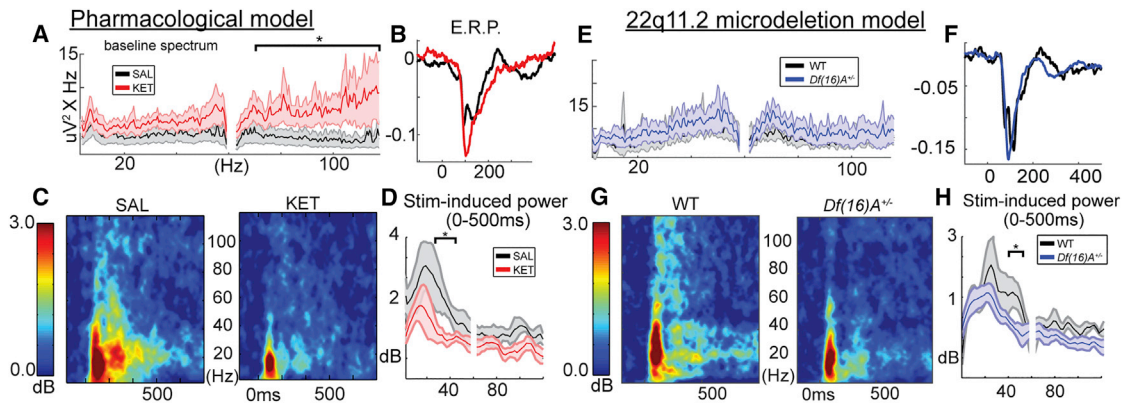 Pharmacological model
22q11.2 microdeletion model
A
baseline spectrum
*
15
uV² X Hz
SAL
KET
20
(Hz)
100
B
E.R.P.
0
-0.1
0
200
E
15
WT
Df(16)A+/-
20
100
F
-0.05
-0.15
0
200
400
C
SAL
KET
3.0
0.0
dB
100
80
60
40
20
(Hz)
500
0ms
500
D
Stim-induced power
(0-500ms)
4
*
SAL
KET
2
dB
40
80
G
WT
Df(16)A+/-
3.0
0.0
dB
100
80
60
40
20
(Hz)
500
0ms
500
H
Stim-induced power
(0-500ms)
3
*
WT
Df(16)A+/-
1
dB
40
80